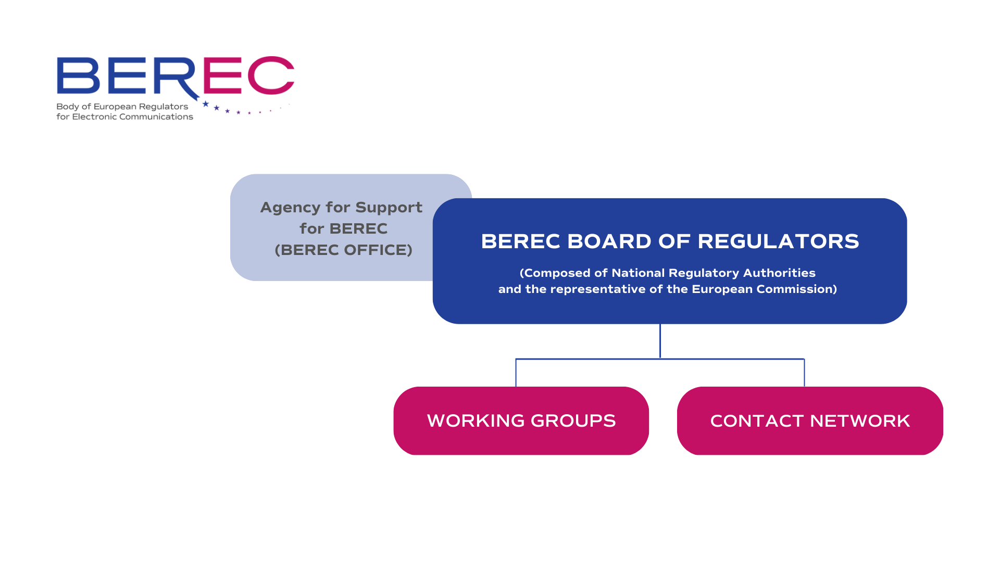 BEREC
Body of European Regulators
for Electronic Communications
Agency for Support
for BEREC
(BEREC OFFICE)
BEREC BOARD OF REGULATORS
(Composed of National Regulatory Authorities
and the representative of the European Commission)
WORKING GROUPS
CONTACT NETWORK